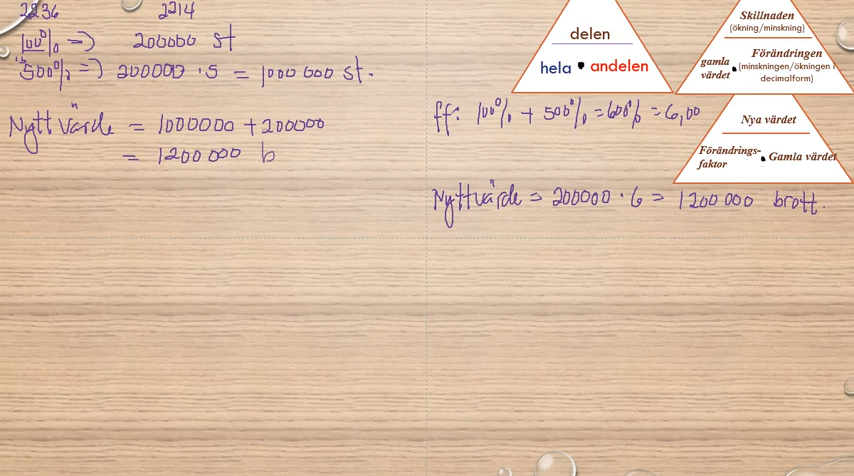 2236 2214
100% => 200000 st
500% => 200000 · 5 = 1000 000 st.
Nytt värde = 1000000 + 200000
= 1200 000 b
delen
hela · andelen
Skillnaden
(ökning/minskning)
gamla värdet · Förändringen
(minskningen/ökningen i
decimalform)
ff: 100% + 500% = 600% = 6,00
Nya värdet
Förändrings-
faktor · Gamla värdet
Nytt värde = 200000 · 6 = 1200 000 brott.